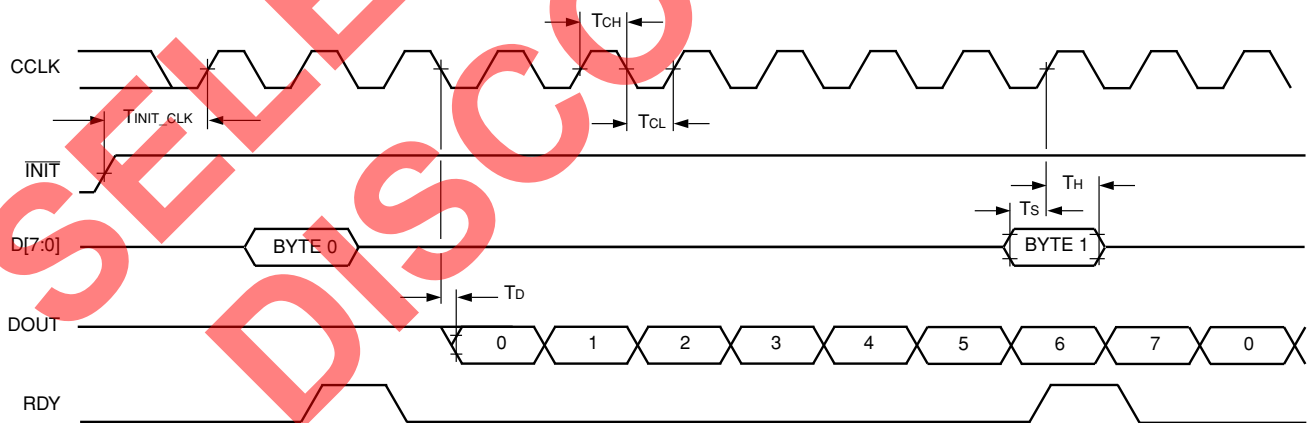 TCH
CCLK
TINIT_CLK
TCL
INIT
TH
TS
D[7:0]
BYTE 0
BYTE 1
TD
DOUT
0 1 2 3 4 5 6 7 0
RDY
SELE
DISCO